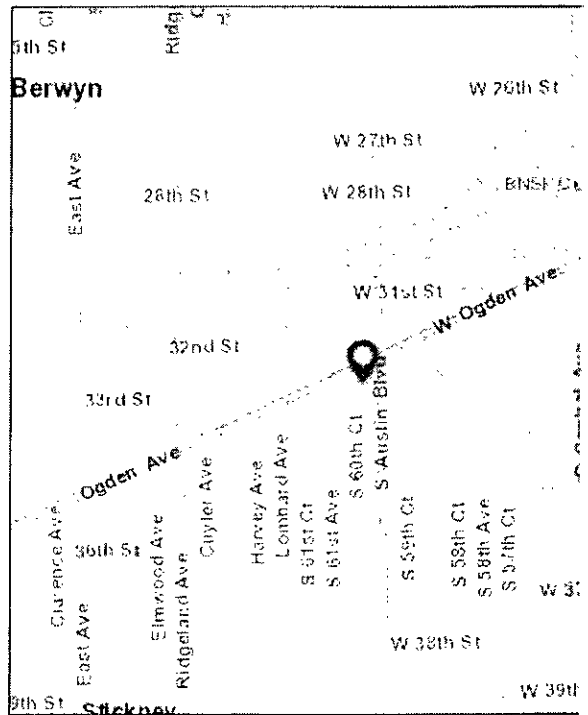 5th St
Berwyn
W 26th St
W 27th St
East Ave
28th St
W 28th St
W 31st St
W Ogden Ave
32nd St
33rd St
S 60th Ct
S Austin Blvd
Ogden Ave
Cuyler Ave
Harvey Ave
Lombard Ave
S 61st Ct
S 61st Ave
S 59th Ct
S 58th Ct
S 58th Ave
S 57th Ct
Clarence Ave
36th St
Elmwood Ave
Ridgeland Ave
East Ave
W 38th St
9th St
Stickney
W 39th